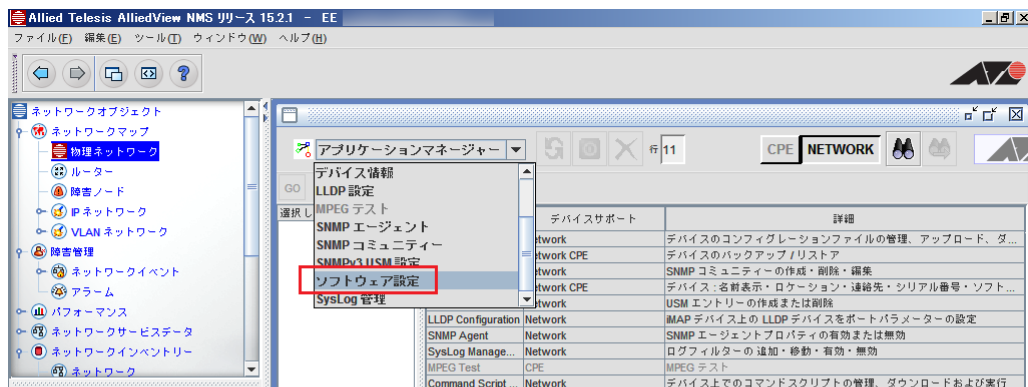 Allied Telesis AlliedView NMS リリース 15.2.1 - EE
ファイル(F) 編集(E) ツール(T) ウィンドウ(W) ヘルプ(H)
ネットワークオブジェクト
ネットワークマップ
物理ネットワーク
ルーター
障害ノード
IP ネットワーク
VLAN ネットワーク
障害管理
ネットワークイベント
アラーム
パフォーマンス
ネットワークサービスデータ
ネットワークインベントリー
ネットワーク
アプリケーションマネージャー
行 11
CPE NETWORK
GO
デバイス情報
LLDP 設定
MPEG テスト
SNMP エージェント
SNMP コミュニティー
SNMPv3 USM 設定
ソフトウェア設定
SysLog 管理
選択し
デバイスサポート 詳細
etwork デバイスのコンフィグレーションファイルの管理、アップロード、ダ...
etwork CPE デバイスのバックアップ / リストア
etwork SNMP コミュニティーの作成・削除・編集
etwork CPE デバイス : 名前表示・ロケーション・連絡先・シリアル番号・ソフト...
etwork USM エントリーの作成または削除
LLDP Configuration Network iMAP デバイス上の LLDP デバイスをポートパラメーターの設定
SNMP Agent Network SNMP エージェントプロパティの有効または無効
SysLog Manage... Network ログフィルターの 追加・移動・有効・無効
MPEG Test CPE MPEG テスト
Command Script ... Network デバイス上でのコマンドスクリプトの管理、ダウンロードおよび実行